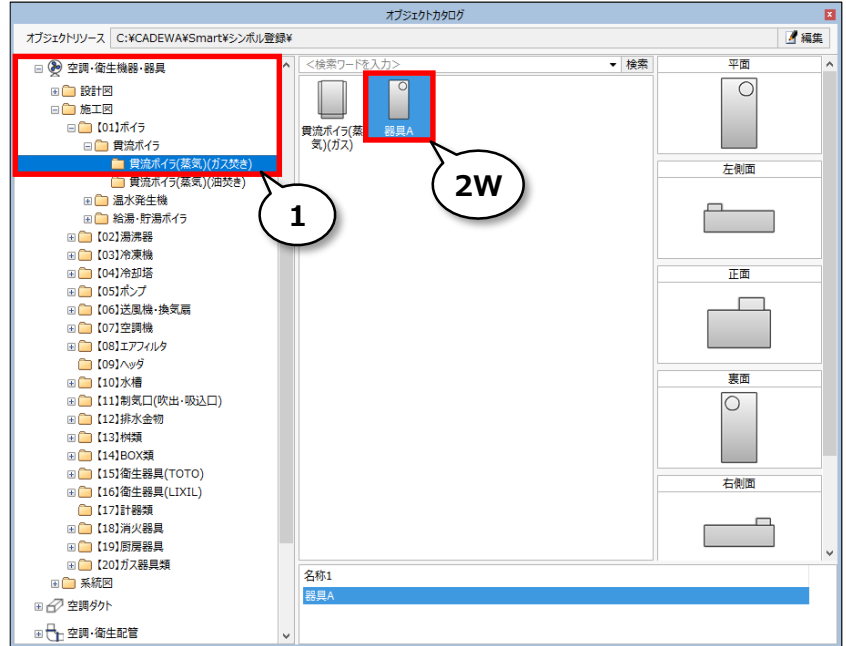 オブジェクトカタログ
オブジェクトリソース C:¥CADEWA¥Smart¥シンボル登録¥
編集
空調・衛生機器・器具
設計図
施工図
【01】ボイラ
貫流ボイラ
貫流ボイラ(蒸気)(ガス焚き)
貫流ボイラ(蒸気)(油焚き)
温水発生機
給湯・貯湯ボイラ
【02】湯沸器
【03】冷凍機
【04】冷却塔
【05】ポンプ
【06】送風機・換気扇
【07】空調機
【08】エアフィルタ
【09】ヘッダ
【10】水槽
【11】制気口(吹出・吸込口)
【12】排水金物
【13】桝類
【14】BOX類
【15】衛生器具(TOTO)
【16】衛生器具(LIXIL)
【17】計器類
【18】消火器具
【19】厨房器具
【20】ガス器具類
系統図
空調ダクト
空調・衛生配管
1
<検索ワードを入力>
検索
貫流ボイラ(蒸
気)(ガス)
器具A
2W
平面
左側面
正面
裏面
右側面
名称1
器具A